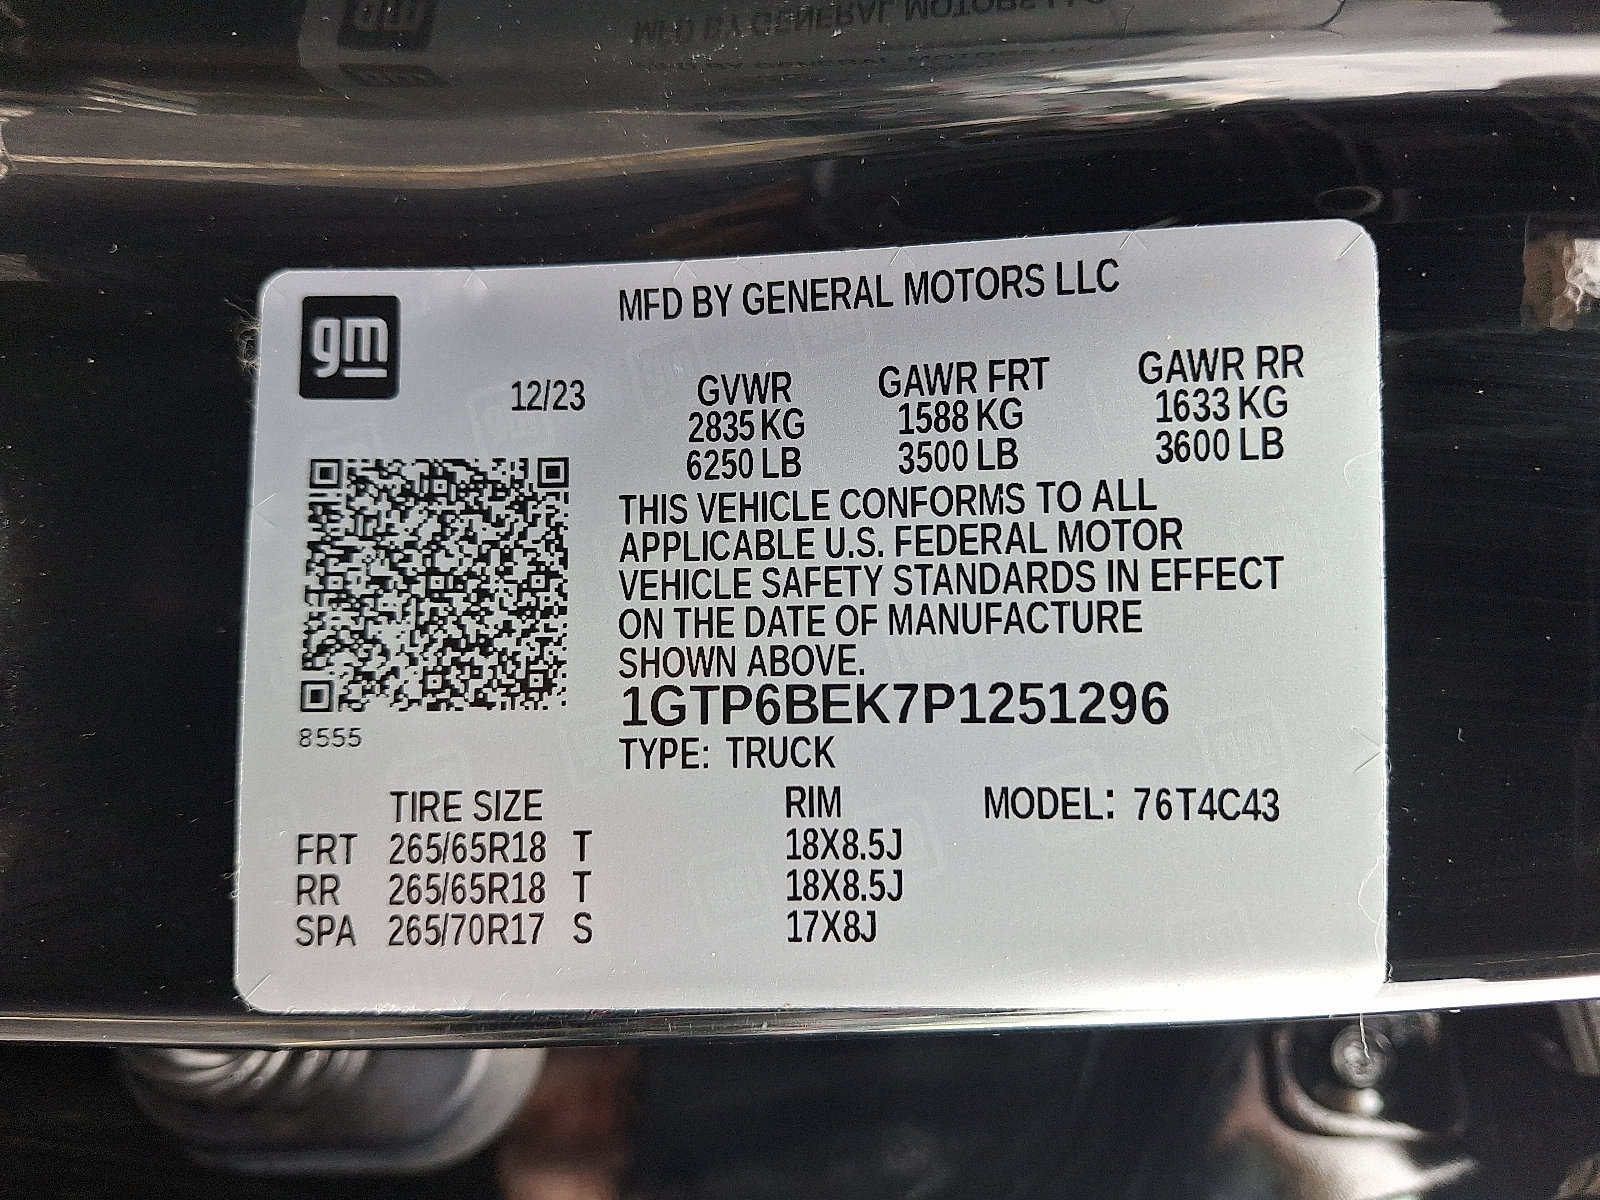 gm
MFD BY GENERAL MOTORS LLC
12/23
GVWR GAWR FRT GAWR RR
2835 KG 1588 KG 1633 KG
6250 LB 3500 LB 3600 LB
THIS VEHICLE CONFORMS TO ALL
APPLICABLE U.S. FEDERAL MOTOR
VEHICLE SAFETY STANDARDS IN EFFECT
ON THE DATE OF MANUFACTURE
SHOWN ABOVE.
1GTP6BEK7P1251296
8555
TYPE: TRUCK
TIRE SIZE RIM MODEL: 76T4C43
FRT 265/65R18 T 18X8.5J
RR 265/65R18 T 18X8.5J
SPA 265/70R17 S 17X8J